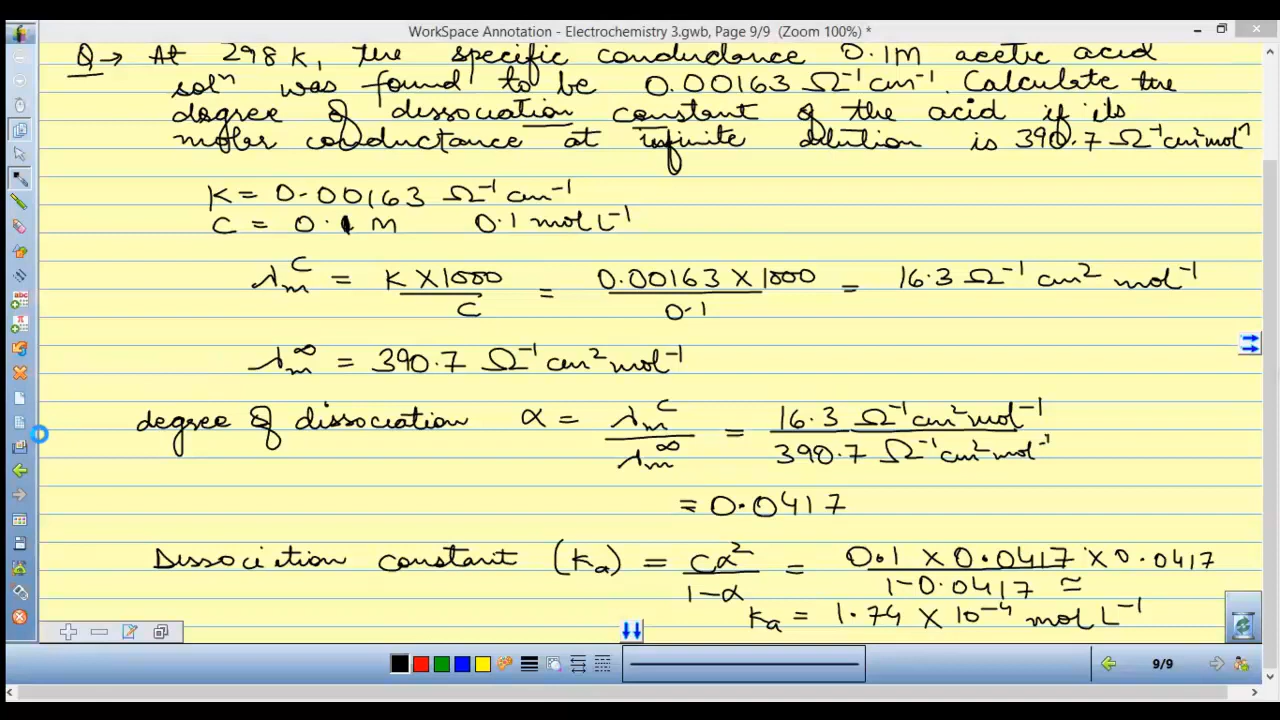 WorkSpace Annotation - Electrochemistry 3.gwb, Page 9/9 (Zoom 100%) *
Q→ At 298 K, the specific conductance 0.1M acetic acid
solⁿ was found to be 0.00163 Ω⁻¹ cm⁻¹. Calculate the
degree of dissociation constant of the acid if its
molar conductance at infinite dilution is 390.7 Ω⁻¹cm²mol⁻¹
K = 0.00163 Ω⁻¹ cm⁻¹
C = 0.1 M 0.1 mol L⁻¹
λₘᶜ = K X 1000 / C = 0.00163 X 1000 / 0.1 = 16.3 Ω⁻¹ cm² mol⁻¹
λₘ^∞ = 390.7 Ω⁻¹ cm² mol⁻¹
degree of dissociation α = λₘᶜ / λₘ^∞ = 16.3 Ω⁻¹ cm² mol⁻¹ / 390.7 Ω⁻¹ cm² mol⁻¹
= 0.0417
Dissociation constant (Ka) = Cα² / 1-α = 0.1 X 0.0417 X 0.0417 / 1-0.0417 ≃
Ka = 1.74 X 10⁻⁴ mol L⁻¹
9/9